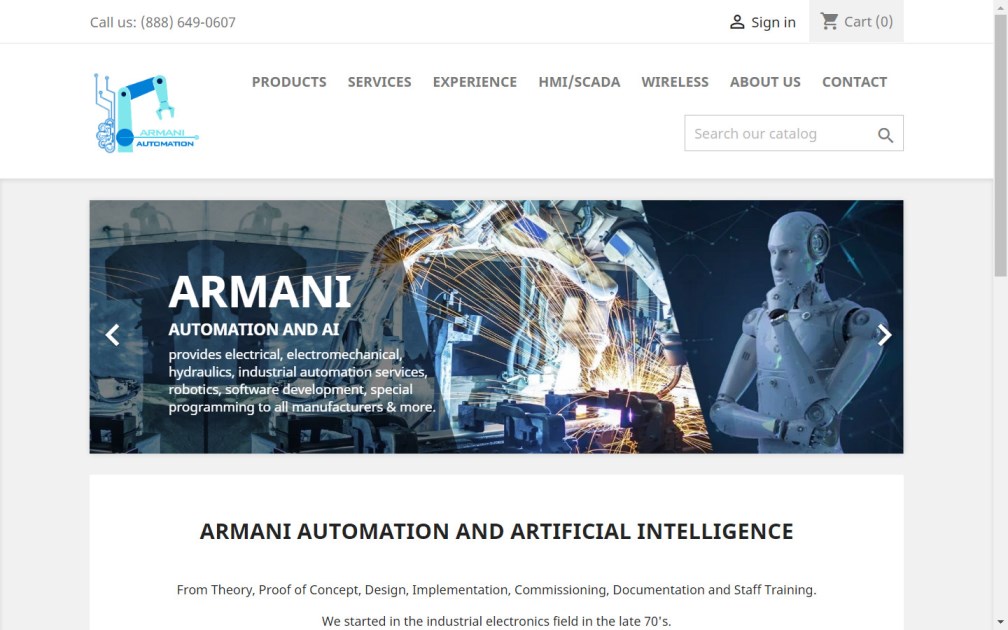 Call us: (888) 649-0607
Sign in
Cart (0)
PRODUCTS SERVICES EXPERIENCE HMI/SCADA WIRELESS ABOUT US CONTACT
ARMANI
AUTOMATION
Search our catalog
ARMANI
AUTOMATION AND AI
provides electrical, electromechanical,
hydraulics, industrial automation services,
robotics, software development, special
programming to all manufacturers & more.
ARMANI AUTOMATION AND ARTIFICIAL INTELLIGENCE
From Theory, Proof of Concept, Design, Implementation, Commissioning, Documentation and Staff Training.
We started in the industrial electronics field in the late 70's.